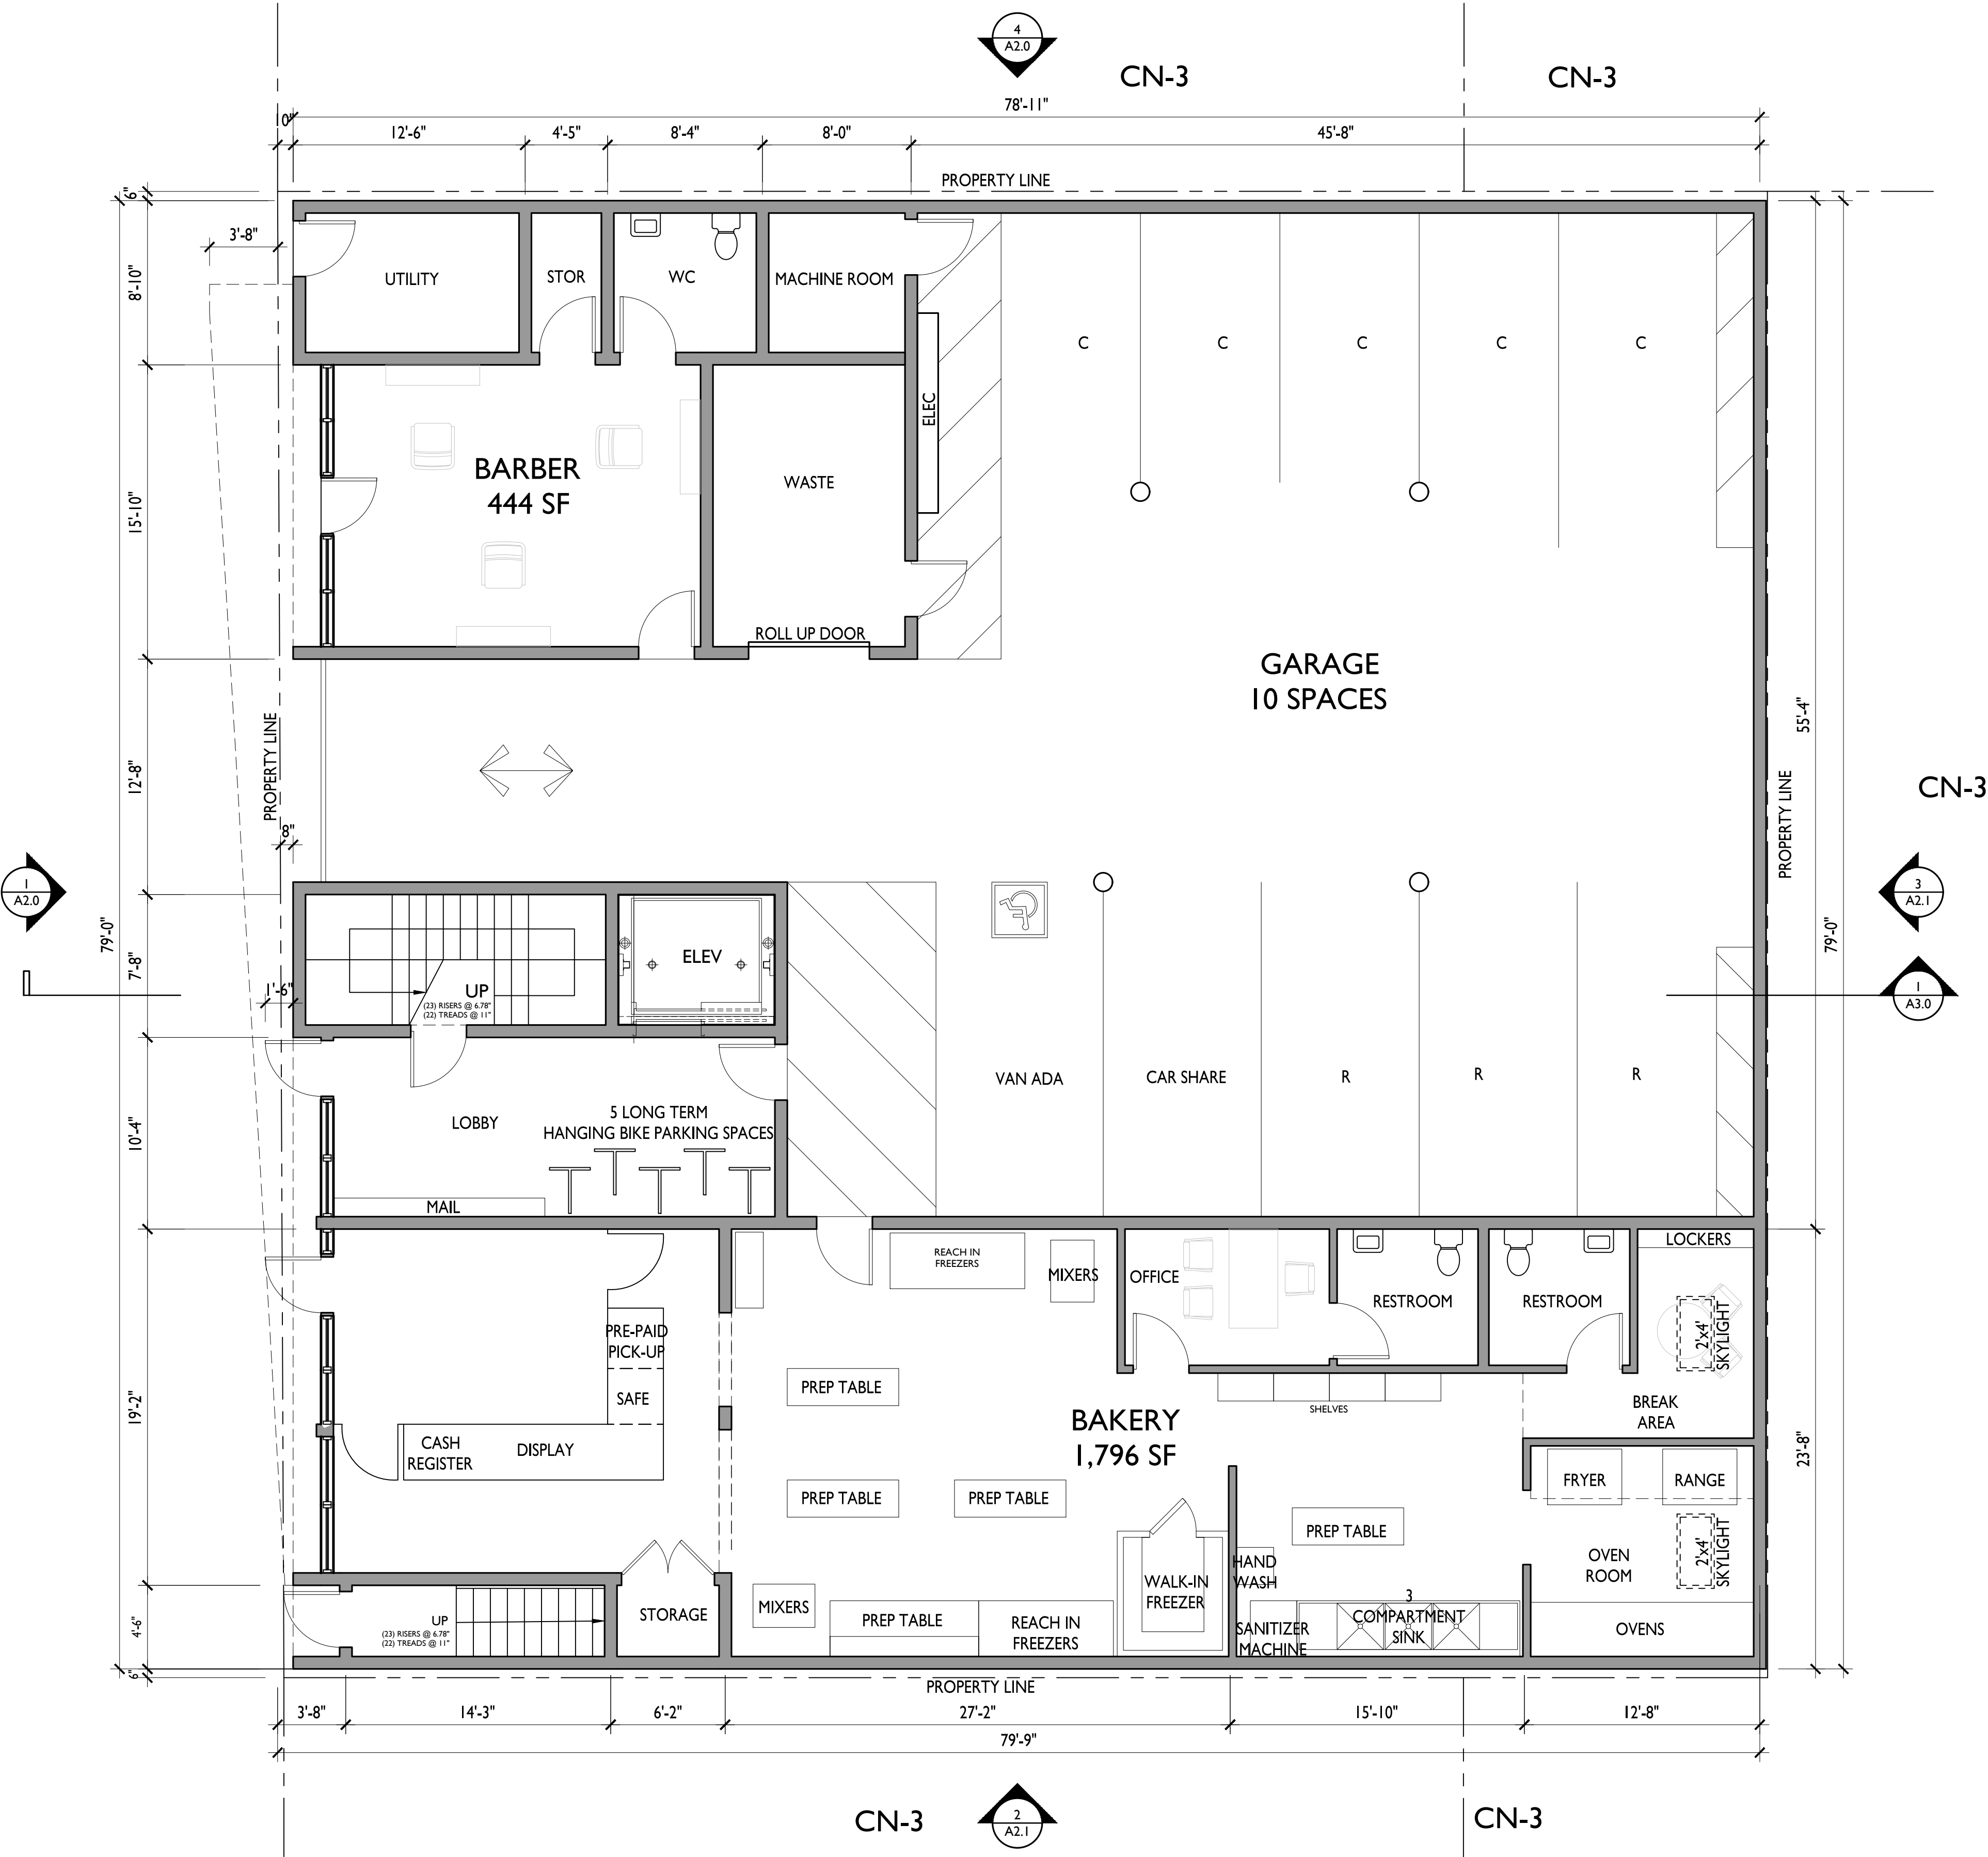 4
A2.0
CN-3
CN-3
78'-11"
10"
12'-6"
4'-5"
8'-4"
8'-0"
45'-8"
PROPERTY LINE
6"
3'-8"
8'-10"
UTILITY
STOR
WC
MACHINE ROOM
C
C
C
C
C
ELEC
BARBER
444 SF
WASTE
15'-10"
ROLL UP DOOR
GARAGE
10 SPACES
55'-4"
PROPERTY LINE
12'-8"
PROPERTY LINE
CN-3
8"
1
A2.0
3
A2.1
79'-0"
79'-0"
7'-8"
ELEV
1'-6"
UP
(23) RISERS @ 6.78"
(22) TREADS @ 11"
1
A3.0
VAN ADA
CAR SHARE
R
R
R
LOBBY
5 LONG TERM
HANGING BIKE PARKING SPACES
10'-4"
MAIL
REACH IN
FREEZERS
MIXERS
OFFICE
RESTROOM
RESTROOM
LOCKERS
2'x4'
SKYLIGHT
PRE-PAID
PICK-UP
SAFE
PREP TABLE
19'-2"
SHELVES
BREAK
AREA
BAKERY
1,796 SF
CASH
REGISTER
DISPLAY
23'-8"
FRYER
RANGE
PREP TABLE
PREP TABLE
PREP TABLE
2'x4'
SKYLIGHT
OVEN
ROOM
HAND
WASH
WALK-IN
FREEZER
STORAGE
MIXERS
PREP TABLE
REACH IN
FREEZERS
SANITIZER
MACHINE
3
COMPARTMENT
SINK
OVENS
UP
(23) RISERS @ 6.78"
(22) TREADS @ 11"
4'-6"
6"
PROPERTY LINE
3'-8"
14'-3"
6'-2"
27'-2"
15'-10"
12'-8"
79'-9"
CN-3
2
A2.1
CN-3